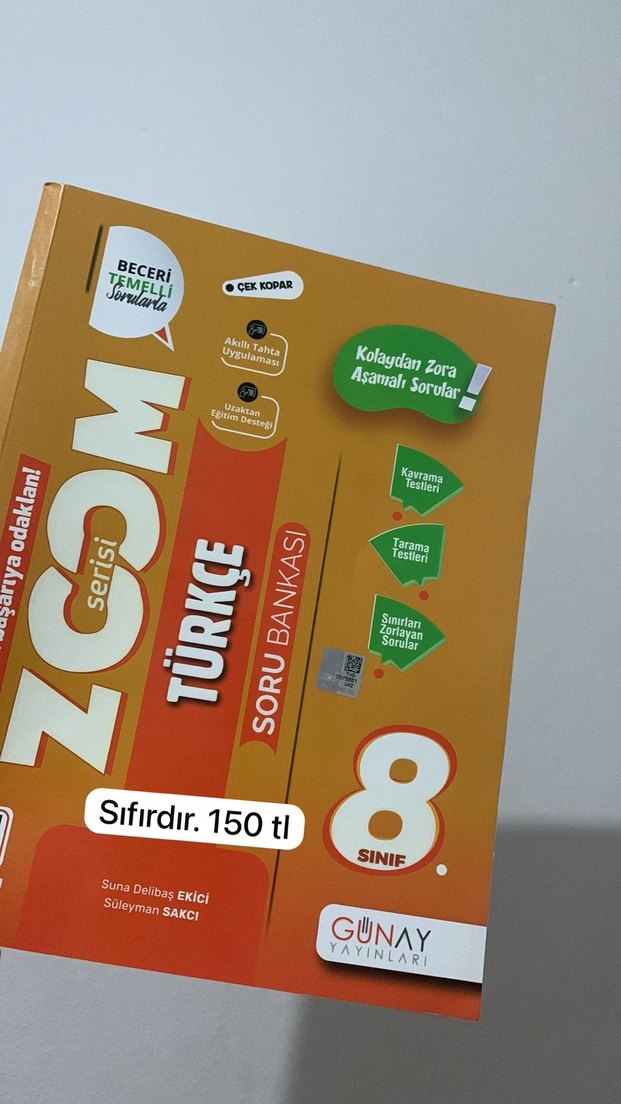 BECERİ
TEMELLİ
Sorularla
ÇEK KOPAR
Akıllı Tahta
Uygulaması
Uzaktan
Eğitim Desteği
Kolaydan Zora
Aşamalı Sorular !
Kavrama
Testleri
Tarama
Testleri
Sınırları
Zorlayan
Sorular
başarıya odaklan!
ZOOM
serisi
TÜRKÇE
SORU BANKASI
8.
SINIF
Sıfırdır. 150 tl
Suna Delibaş EKİCİ
Süleyman SAKCI
GÜNAY
YAYINLARI